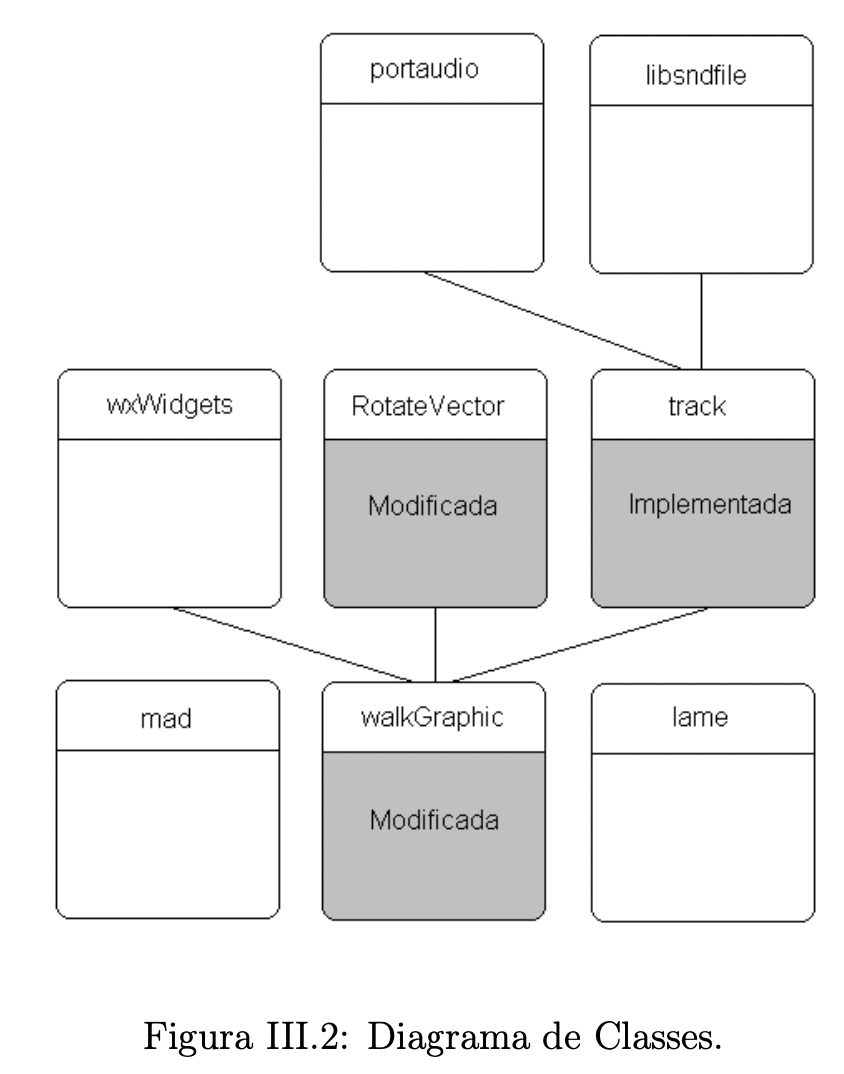 portaudio
libsndfile
wxWidgets
RotateVector
track
Modificada
Implementada
mad
walkGraphic
lame
Modificada
Figura III.2: Diagrama de Classes.